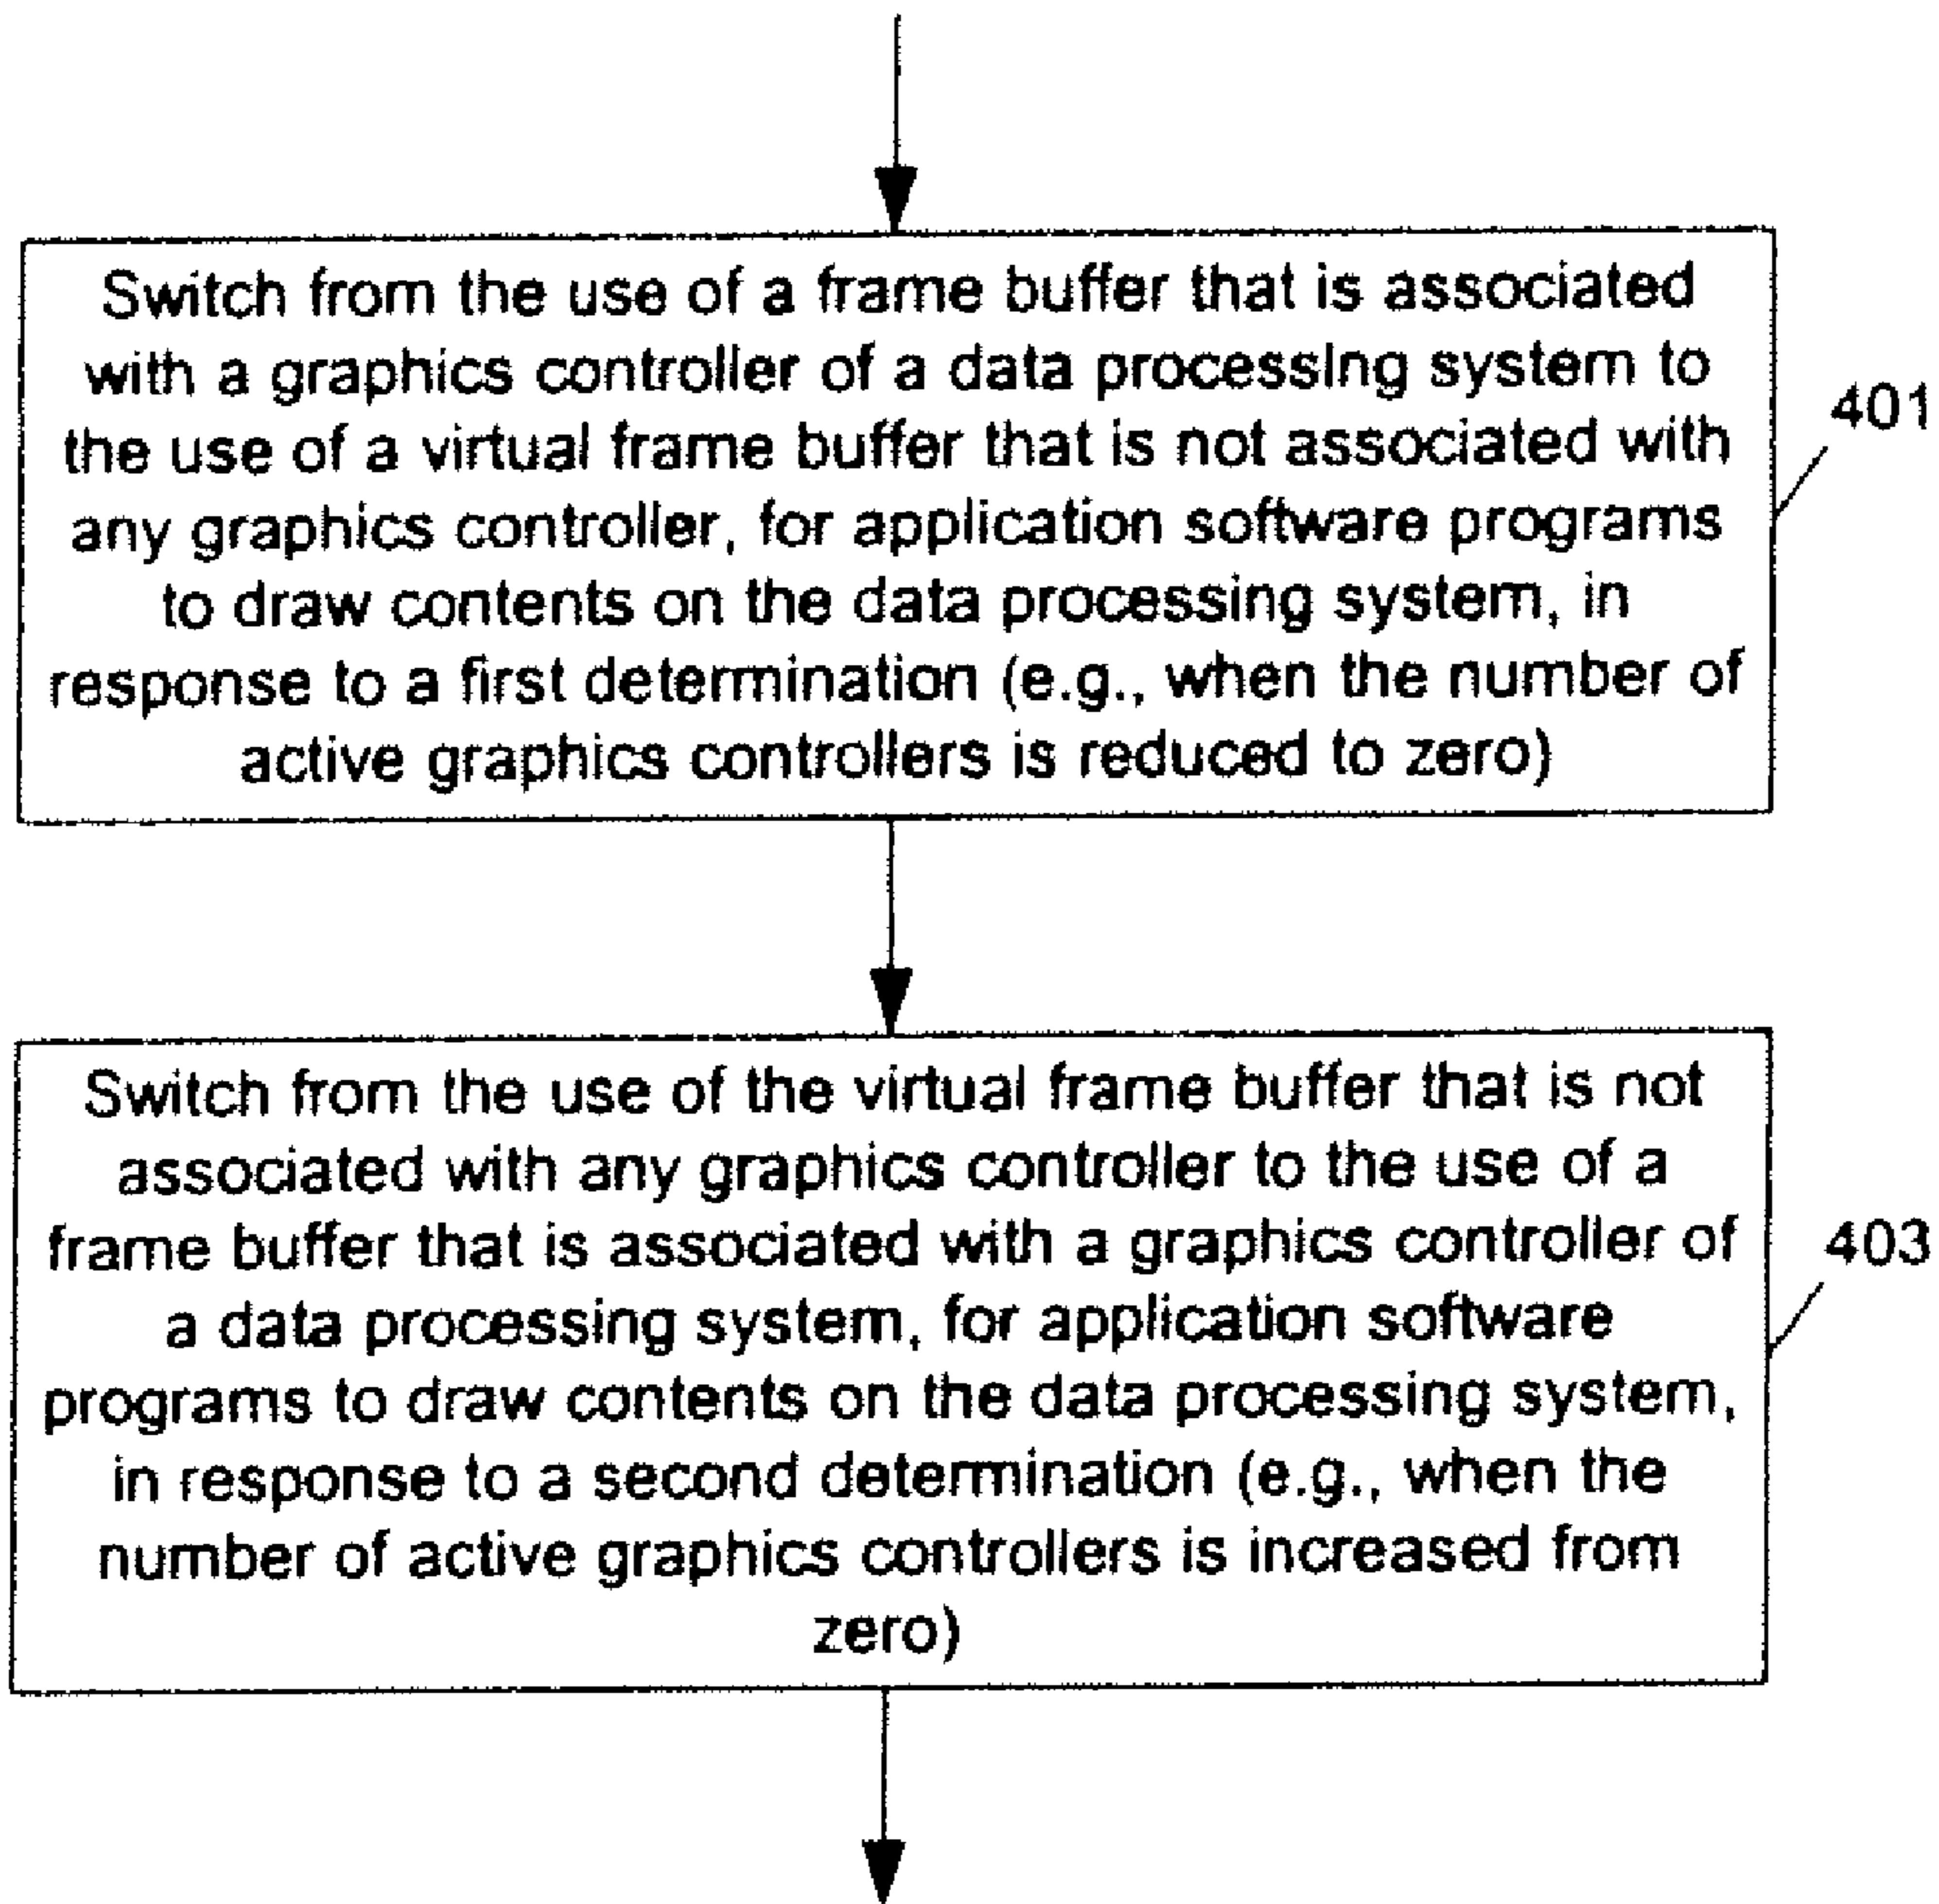 Switch from the use of a frame buffer that is associated
with a graphics controller of a data processing system to
the use of a virtual frame buffer that is not associated with
any graphics controller, for application software programs
to draw contents on the data processing system, in
response to a first determination (e.g., when the number of
active graphics controllers is reduced to zero)
401
Switch from the use of the virtual frame buffer that is not
associated with any graphics controller to the use of a
frame buffer that is associated with a graphics controller of
a data processing system, for application software
programs to draw contents on the data processing system,
in response to a second determination (e.g., when the
number of active graphics controllers is increased from
zero)
403